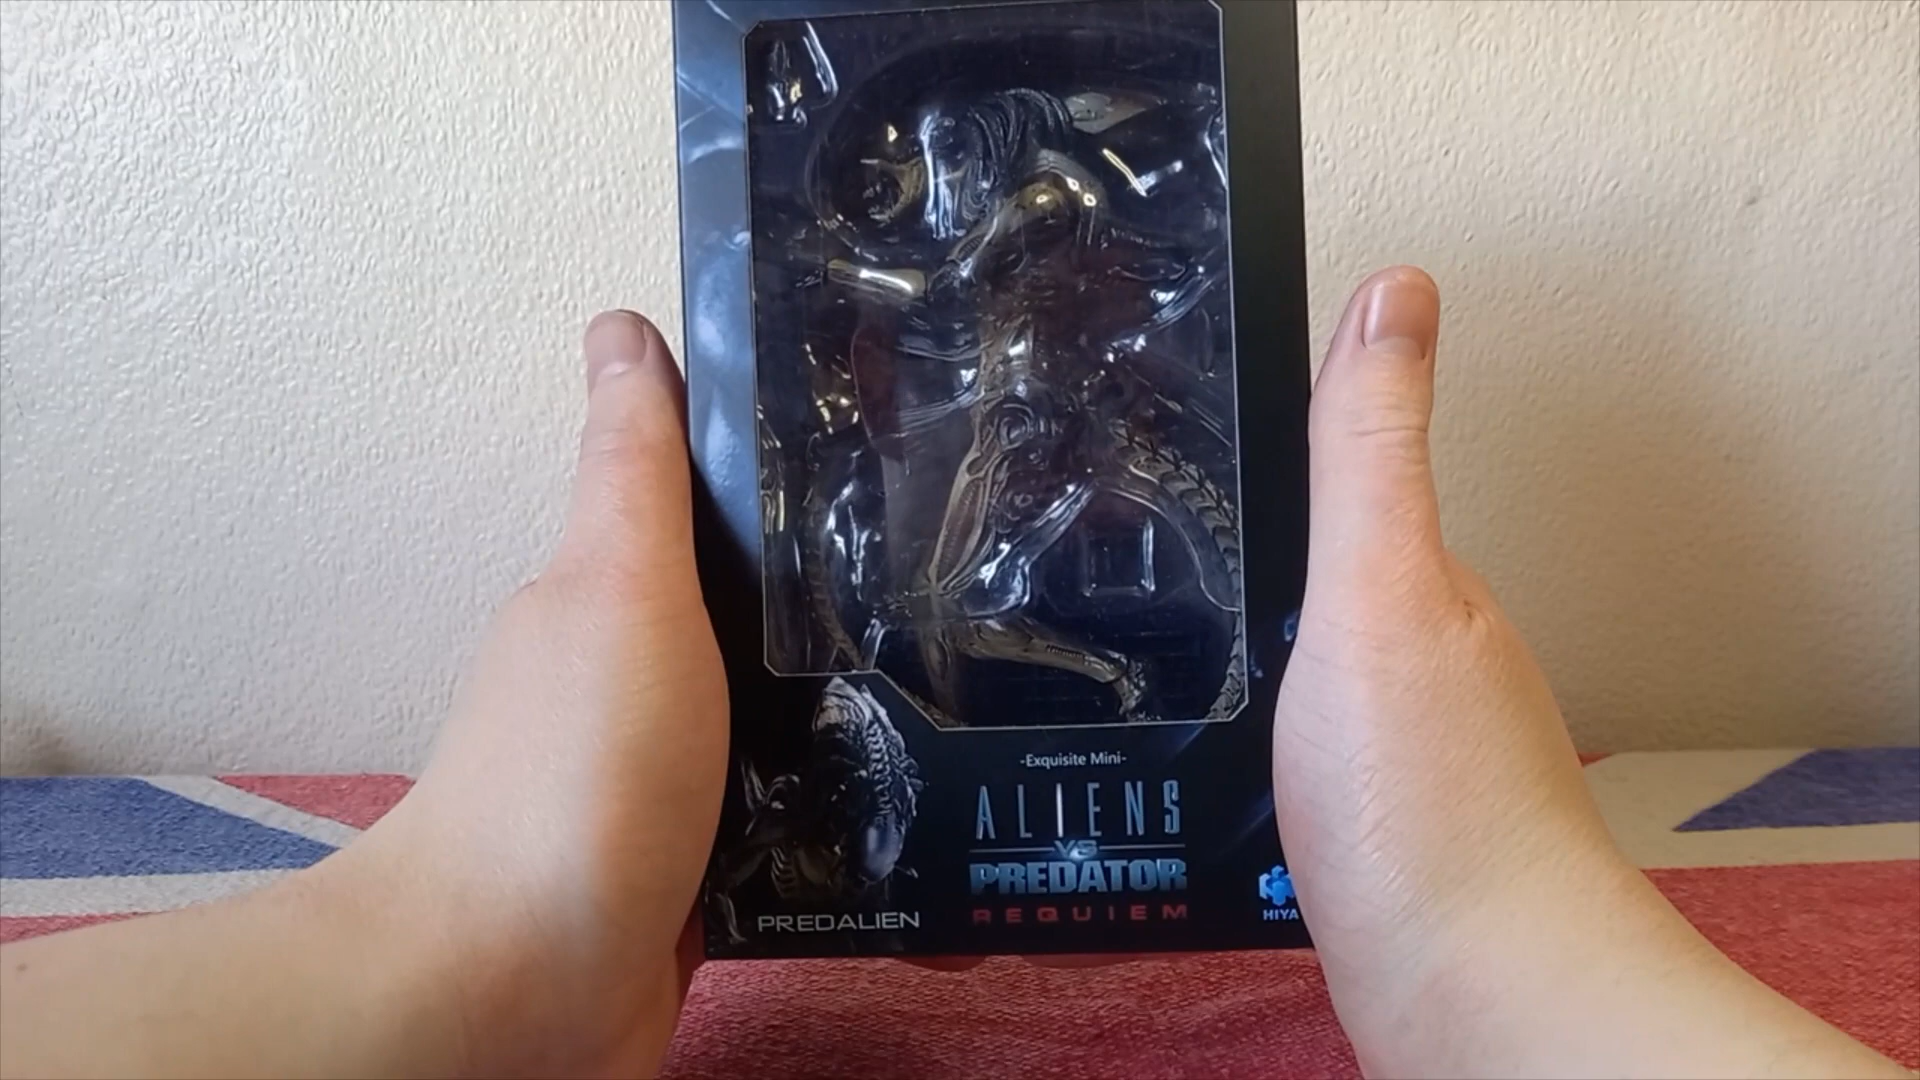 -Exquisite Mini-
ALIENS
VS
PREDATOR
REQUIEM
PREDALIEN
HIYA